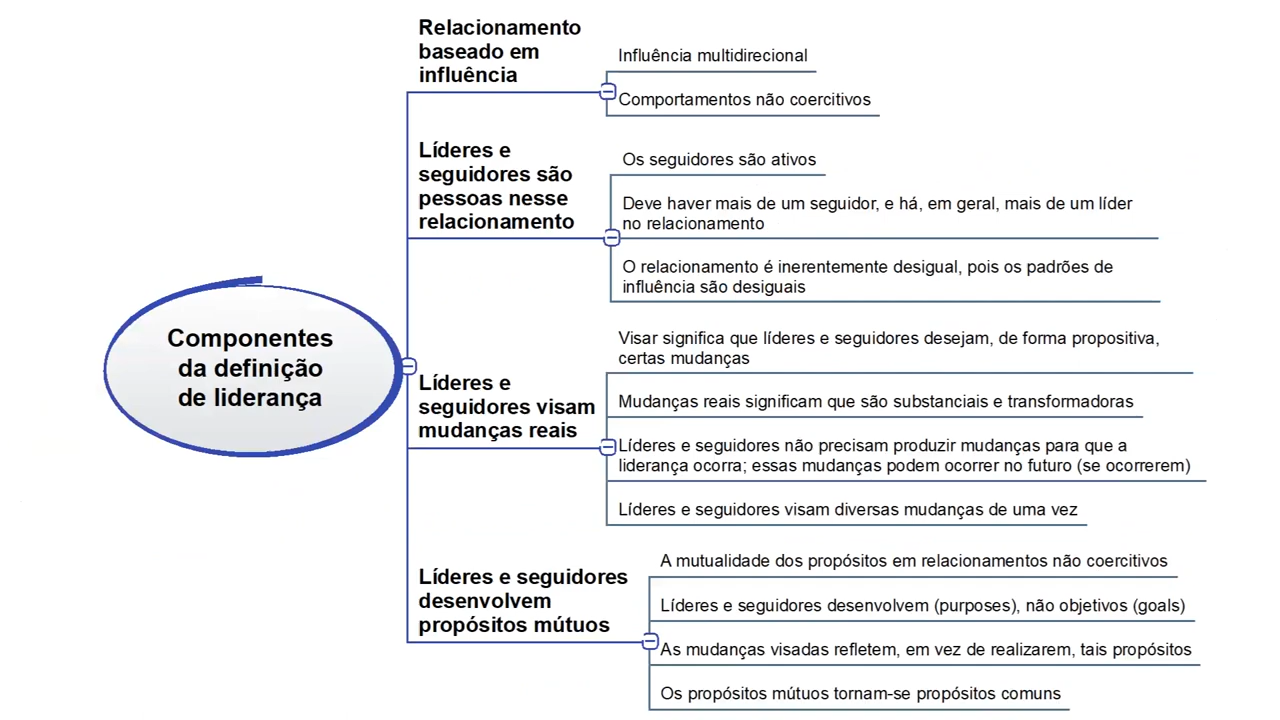 Componentes
da definição
de liderança
Relacionamento
baseado em
influência
Influência multidirecional
Comportamentos não coercitivos
Líderes e
seguidores são
pessoas nesse
relacionamento
Os seguidores são ativos
Deve haver mais de um seguidor, e há, em geral, mais de um líder
no relacionamento
O relacionamento é inerentemente desigual, pois os padrões de
influência são desiguais
Líderes e
seguidores visam
mudanças reais
Visar significa que líderes e seguidores desejam, de forma propositiva,
certas mudanças
Mudanças reais significam que são substanciais e transformadoras
Líderes e seguidores não precisam produzir mudanças para que a
liderança ocorra; essas mudanças podem ocorrer no futuro (se ocorrerem)
Líderes e seguidores visam diversas mudanças de uma vez
Líderes e seguidores
desenvolvem
propósitos mútuos
A mutualidade dos propósitos em relacionamentos não coercitivos
Líderes e seguidores desenvolvem (purposes), não objetivos (goals)
As mudanças visadas refletem, em vez de realizarem, tais propósitos
Os propósitos mútuos tornam-se propósitos comuns